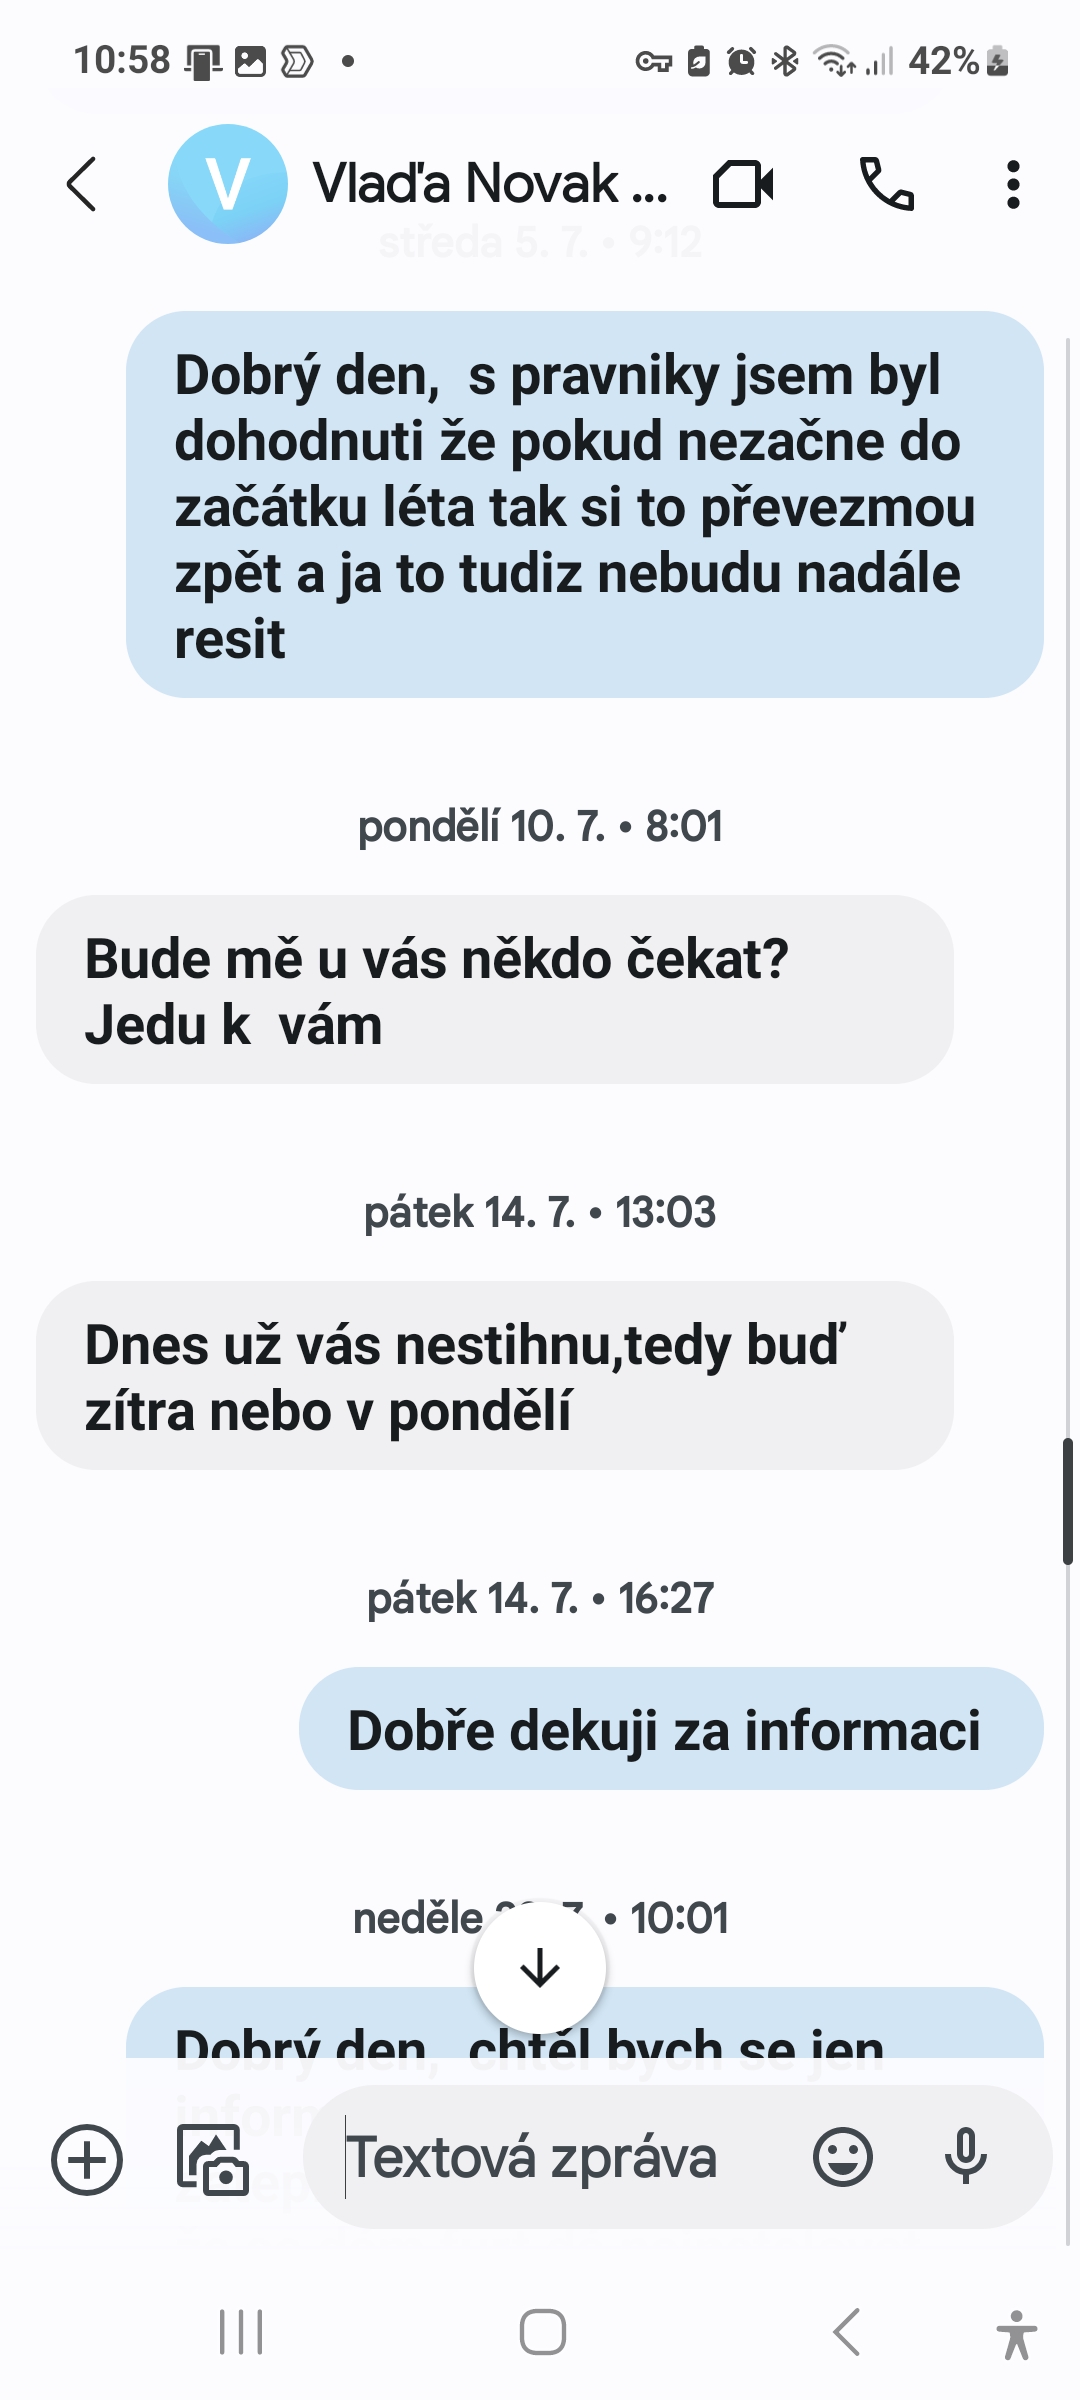 10:58
42%
V
Vlaďa Novak ...
středa 5. 7. • 9:12
Dobrý den,  s pravniky jsem byl
dohodnuti že pokud nezačne do
začátku léta tak si to převezmou
zpět a ja to tudiz nebudu nadále
resit
pondělí 10. 7. • 8:01
Bude mě u vás někdo čekat?
Jedu k  vám
pátek 14. 7. • 13:03
Dnes už vás nestihnu,tedy buď
zítra nebo v pondělí
pátek 14. 7. • 16:27
Dobře dekuji za informaci
neděle • 10:01
Dobrý den,  chtěl bych se jen
Textová zpráva